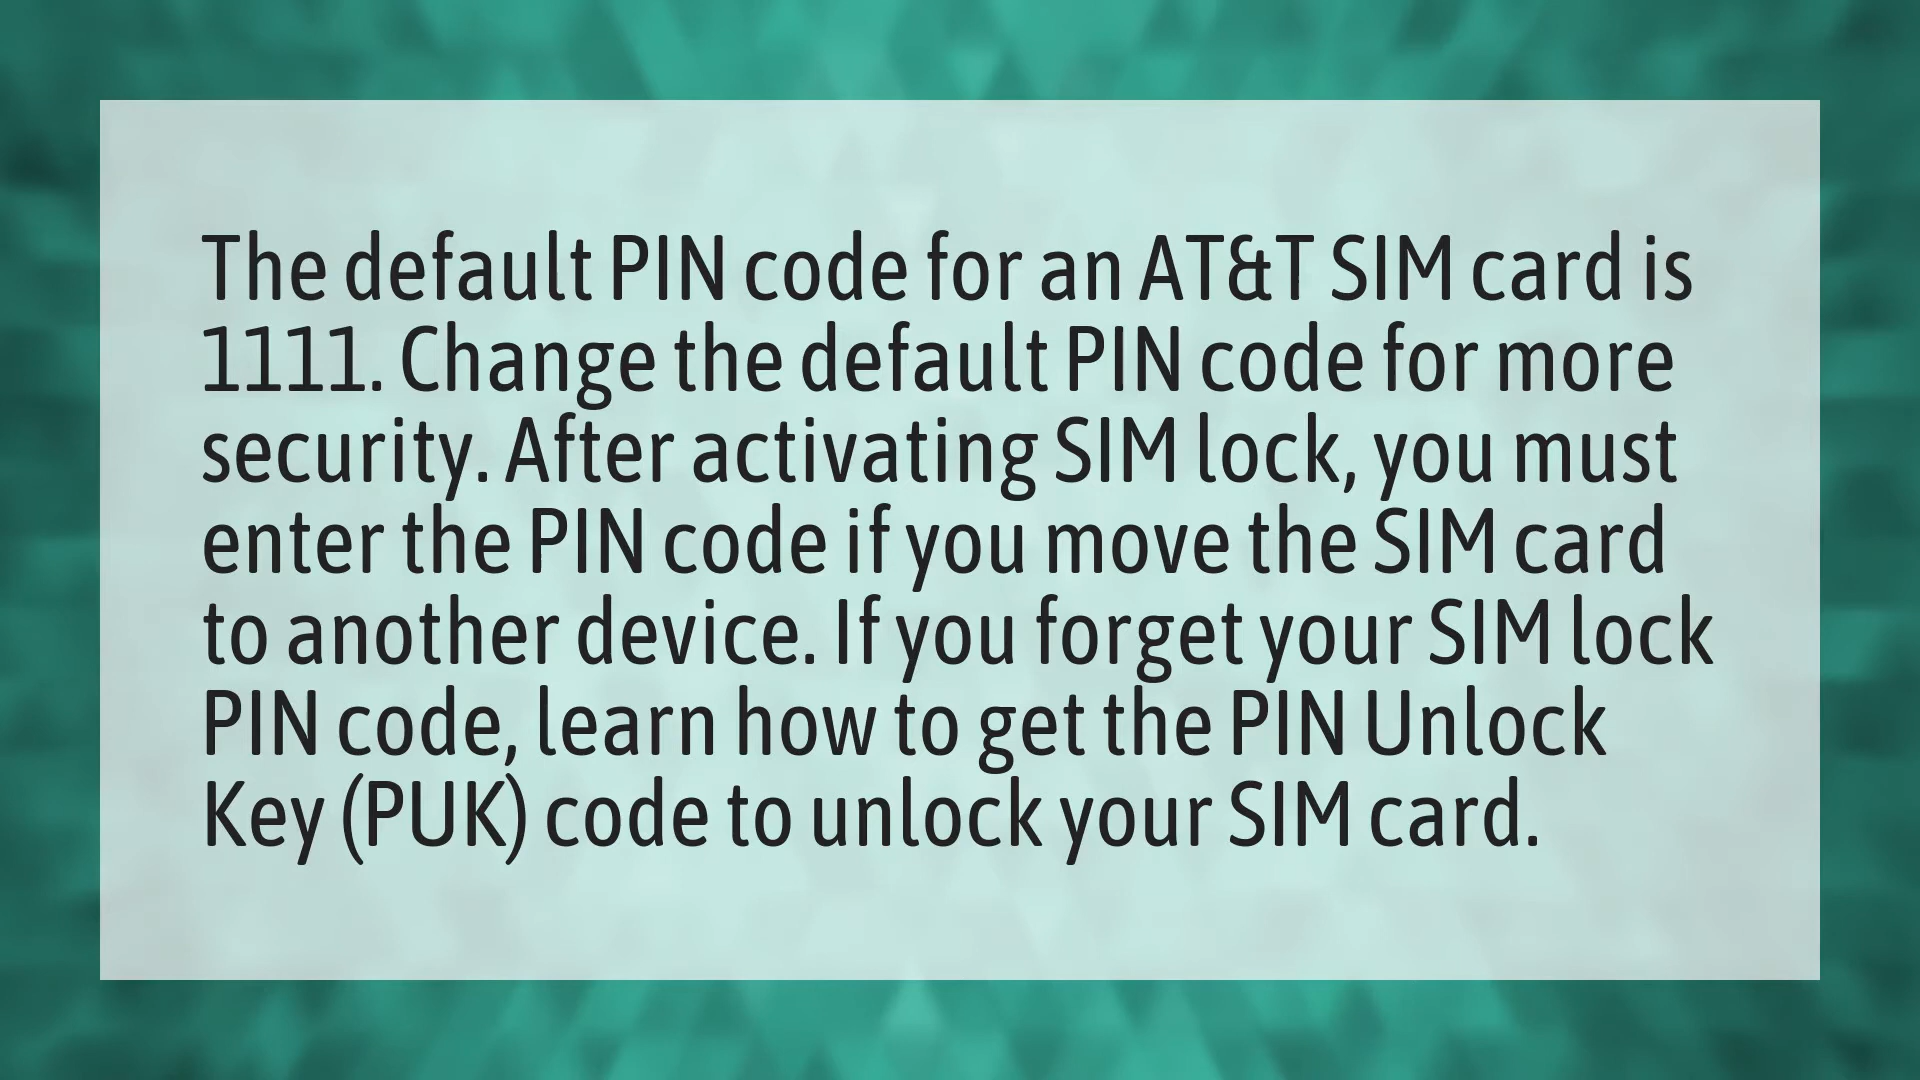 The default PIN code for an AT&T SIM card is
1111. Change the default PIN code for more
security. After activating SIM lock, you must
enter the PIN code if you move the SIM card
to another device. If you forget your SIM lock
PIN code, learn how to get the PIN Unlock
Key (PUK) code to unlock your SIM card.